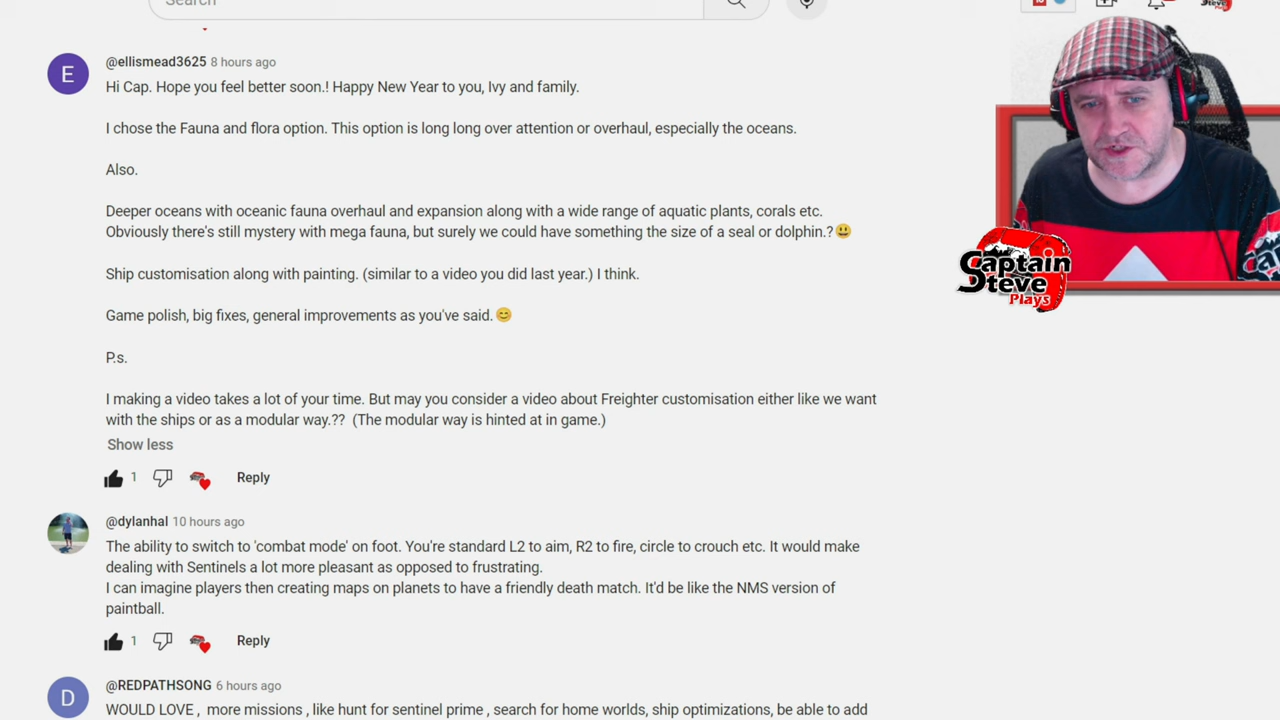 Search
@ellismead3625 8 hours ago
E
Hi Cap. Hope you feel better soon.! Happy New Year to you, Ivy and family.
I chose the Fauna and flora option. This option is long long over attention or overhaul, especially the oceans.
Also.
Deeper oceans with oceanic fauna overhaul and expansion along with a wide range of aquatic plants, corals etc.
Obviously there's still mystery with mega fauna, but surely we could have something the size of a seal or dolphin.?😃
Ship customisation along with painting. (similar to a video you did last year.) I think.
Game polish, big fixes, general improvements as you've said.😊
P.s.
I making a video takes a lot of your time. But may you consider a video about Freighter customisation either like we want
with the ships or as a modular way.?? (The modular way is hinted at in game.)
Show less
1 Reply
@dylanhal 10 hours ago
The ability to switch to 'combat mode' on foot. You're standard L2 to aim, R2 to fire, circle to crouch etc. It would make
dealing with Sentinels a lot more pleasant as opposed to frustrating.
I can imagine players then creating maps on planets to have a friendly death match. It'd be like the NMS version of
paintball.
1 Reply
@REDPATHSONG 6 hours ago
D
WOULD LOVE , more missions , like hunt for sentinel prime , search for home worlds, ship optimizations, be able to add
Captain
Steve
Plays